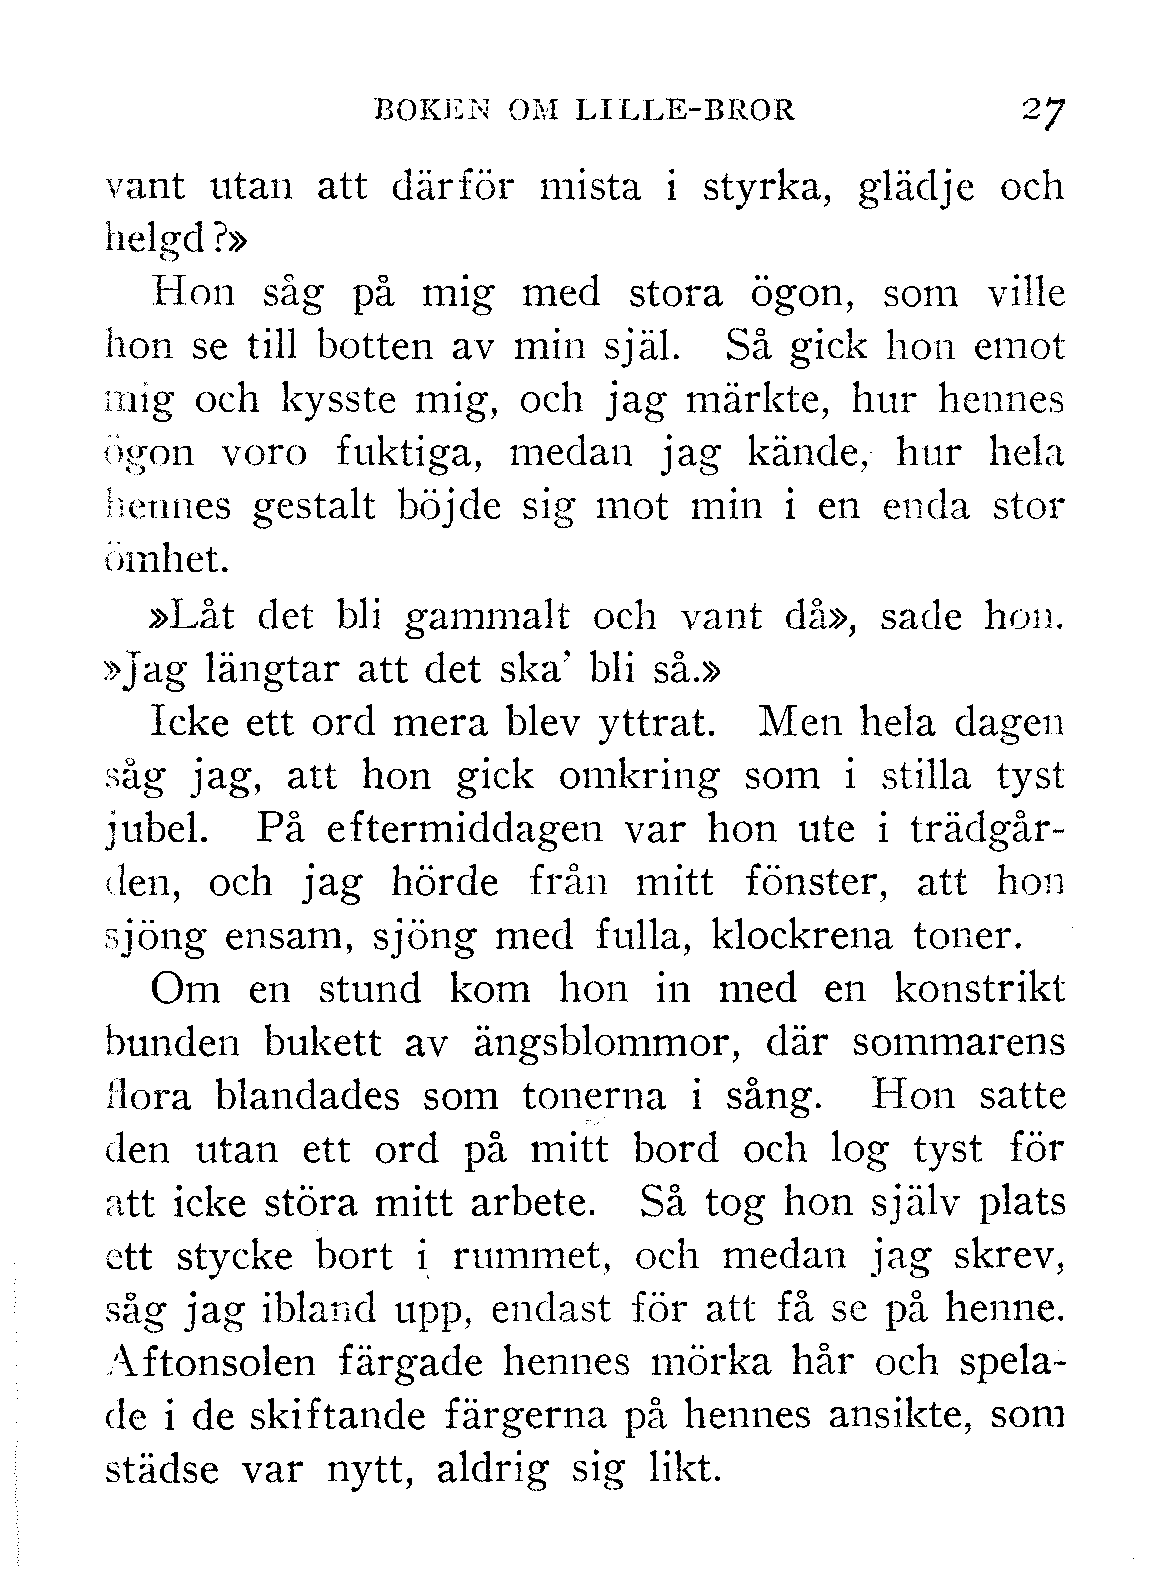 BOKEN OM LILLE-BROR 27
vant utan att därför mista i styrka, glädje och
helgd?»
Hon såg på mig med stora ögon, som ville
hon se till botten av min själ. Så gick hon emot
mig och kysste mig, och jag märkte, hur hennes
ögon voro fuktiga, medan jag kände, hur hela
hennes gestalt böjde sig mot min i en enda stor
ömhet.
»Låt det bli gammalt och vant då», sade hon.
»Jag längtar att det ska' bli så.»
Icke ett ord mera blev yttrat. Men hela dagen
såg jag, att hon gick omkring som i stilla tyst
jubel. På eftermiddagen var hon ute i trädgår-
den, och jag hörde från mitt fönster, att hon
sjöng ensam, sjöng med fulla, klockrena toner.
Om en stund kom hon in med en konstrikt
bunden bukett av ängsblommor, där sommarens
flora blandades som tonerna i sång. Hon satte
den utan ett ord på mitt bord och log tyst för
att icke störa mitt arbete. Så tog hon själv plats
ett stycke bort i rummet, och medan jag skrev,
såg jag ibland upp, endast för att få se på henne.
Aftonsolen färgade hennes mörka hår och spela-
de i de skiftande färgerna på hennes ansikte, som
städse var nytt, aldrig sig likt.